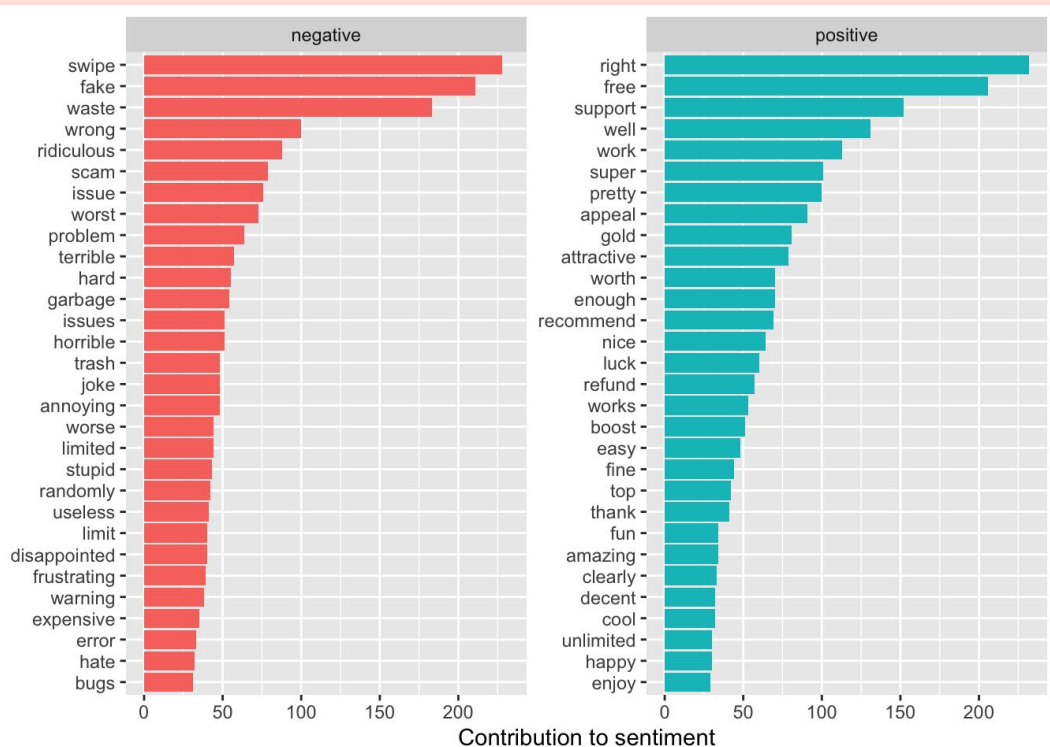 negative
swipe
fake
waste
wrong
ridiculous
scam
issue
worst
problem
terrible
hard
garbage
issues
horrible
trash
joke
annoying
worse
limited
stupid
randomly
useless
limit
disappointed
frustrating
warning
expensive
error
hate
bugs
0 50 100 150 200
positive
right
free
support
well
work
super
pretty
appeal
gold
attractive
worth
enough
recommend
nice
luck
refund
works
boost
easy
fine
top
thank
fun
amazing
clearly
decent
cool
unlimited
happy
enjoy
0 50 100 150 200
Contribution to sentiment